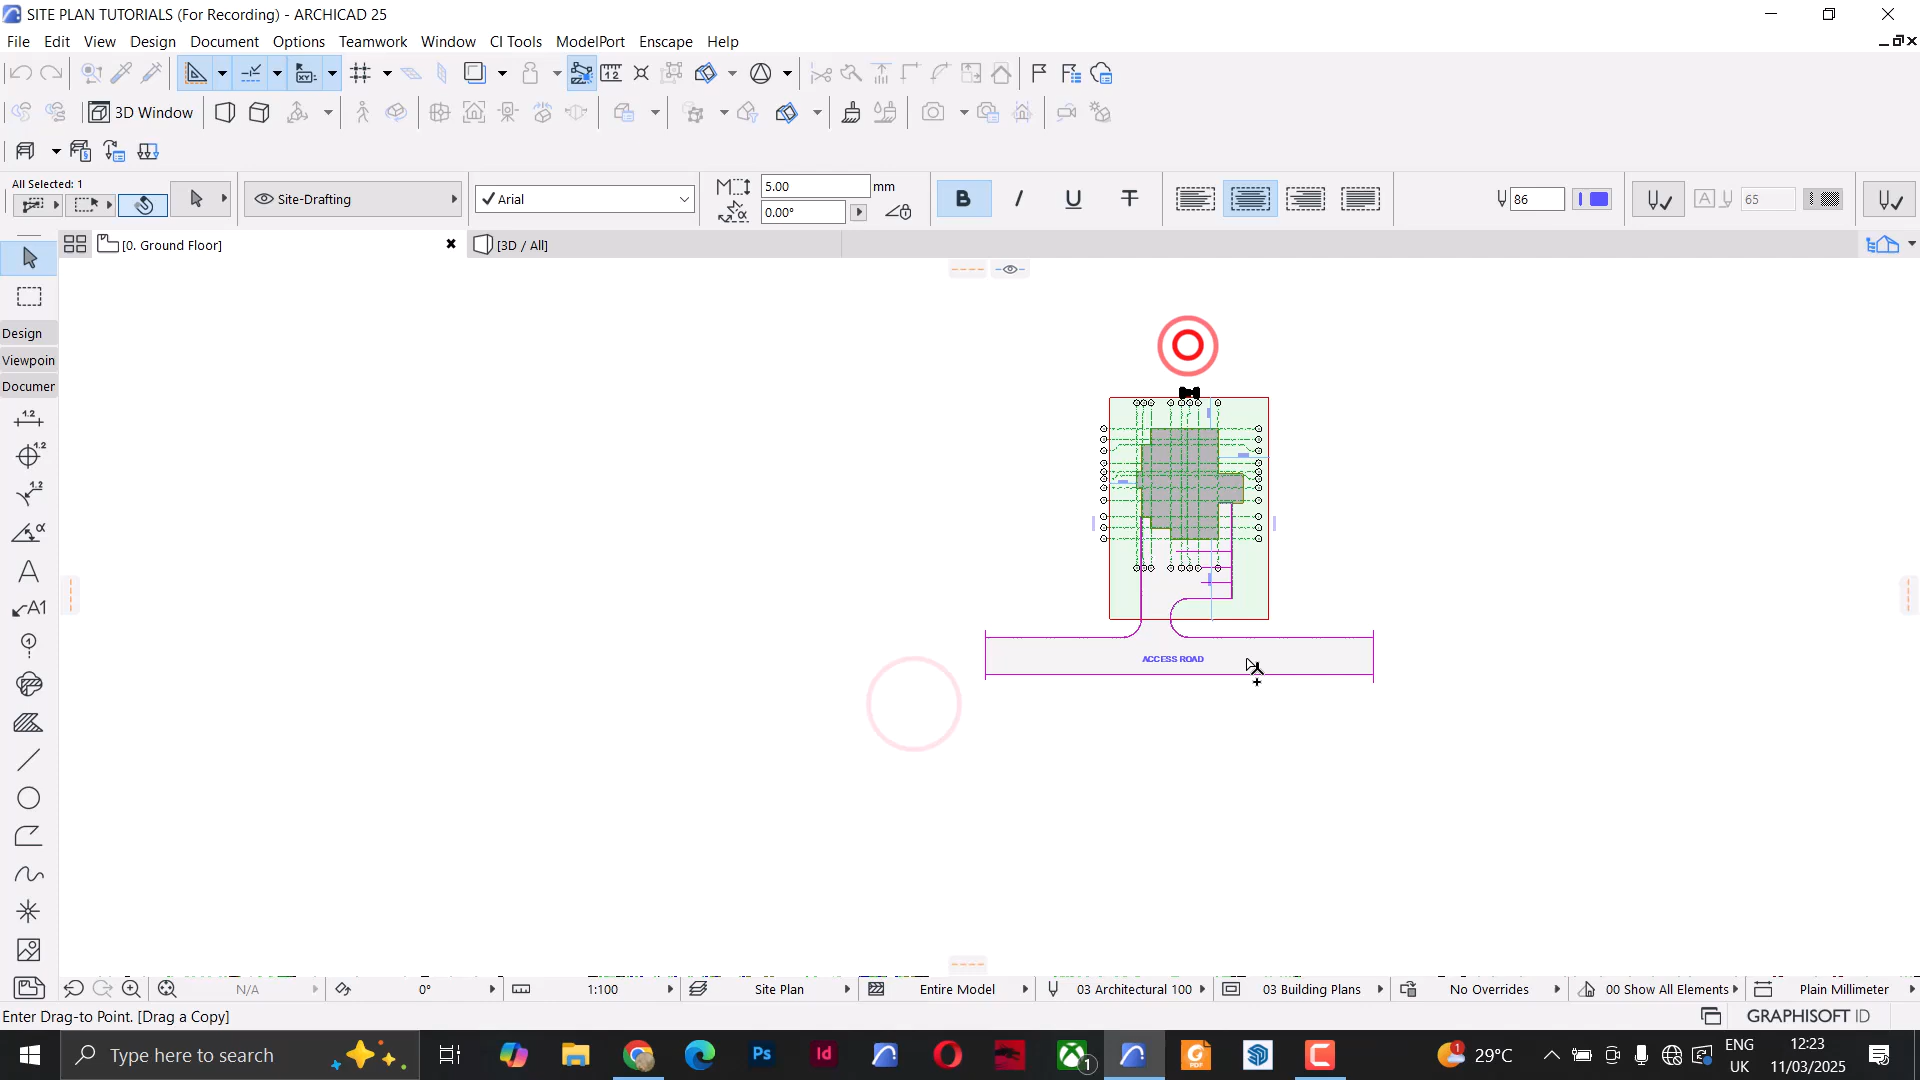 SITE PLAN TUTORIALS (For Recording) - ARCHICAD 25
File Edit View Design Document Options Teamwork Window CI Tools ModelPort Enscape Help
3D Window
All Selected: 1
Site-Drafting
Arial
5.00 mm
0.00°
B I U T
86
65
[0. Ground Floor]
[3D / All]
Design
Viewpoin
Documen
ACCESS ROAD
N/A
0°
1:100
Site Plan
Entire Model
03 Architectural 100
03 Building Plans
No Overrides
00 Show All Elements
Plain Millimeter
Enter Drag-to Point. [Drag a Copy]
GRAPHISOFT ID
Type here to search
29°C
ENG
UK
12:23
11/03/2025